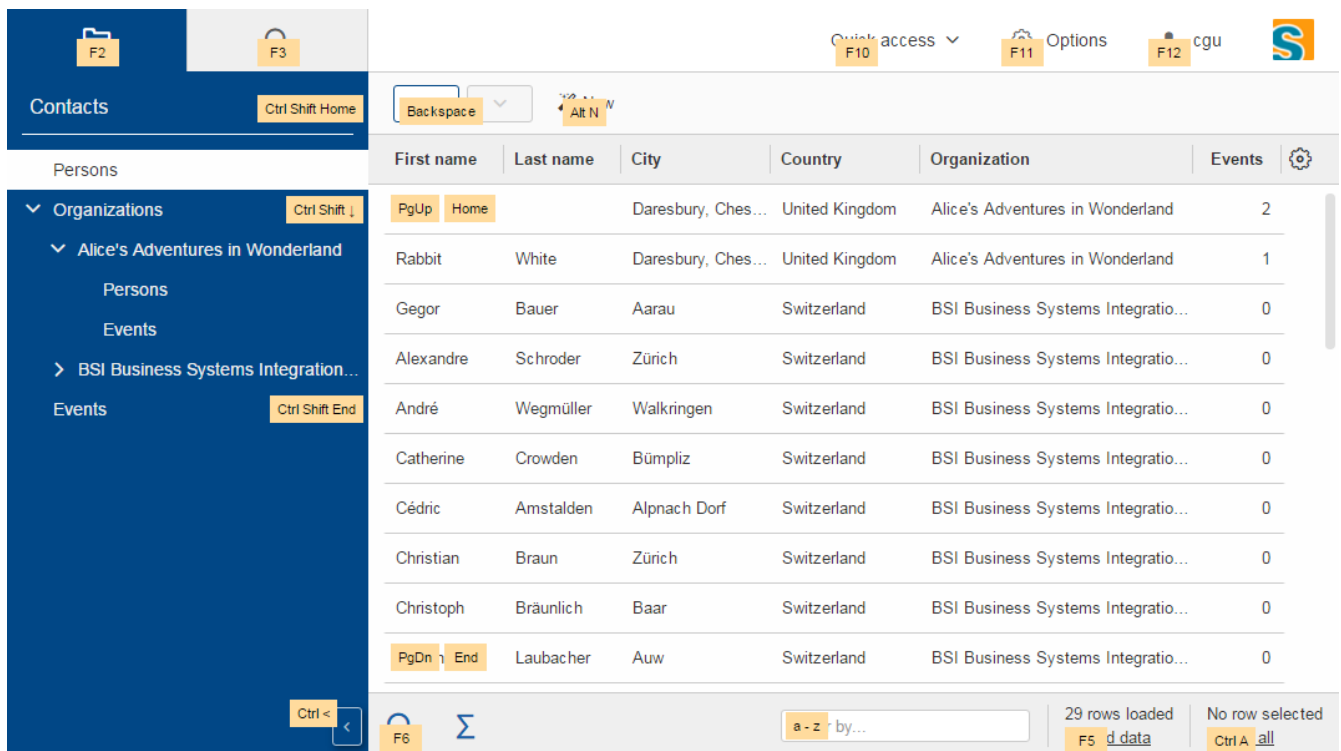 F2
F3
Quick access
F10
Options
F11
cgu
F12
Contacts
Ctrl Shift Home
Backspace
New
Alt N
Persons
Organizations
Ctrl Shift ↓
Alice's Adventures in Wonderland
Persons
Events
BSI Business Systems Integration...
Events
Ctrl Shift End
Ctrl <
First name Last name City Country Organization Events
PgUp Home Daresbury, Ches... United Kingdom Alice's Adventures in Wonderland 2
Rabbit White Daresbury, Ches... United Kingdom Alice's Adventures in Wonderland 1
Gegor Bauer Aarau Switzerland BSI Business Systems Integratio... 0
Alexandre Schroder Zürich Switzerland BSI Business Systems Integratio... 0
André Wegmüller Walkringen Switzerland BSI Business Systems Integratio... 0
Catherine Crowden Bümpliz Switzerland BSI Business Systems Integratio... 0
Cédric Amstalden Alpnach Dorf Switzerland BSI Business Systems Integratio... 0
Christian Braun Zürich Switzerland BSI Business Systems Integratio... 0
Christoph Bräunlich Baar Switzerland BSI Business Systems Integratio... 0
PgDn End Laubacher Auw Switzerland BSI Business Systems Integratio... 0
F6
Σ
a - z by...
29 rows loaded
F5 data
No row selected
Ctrl A all